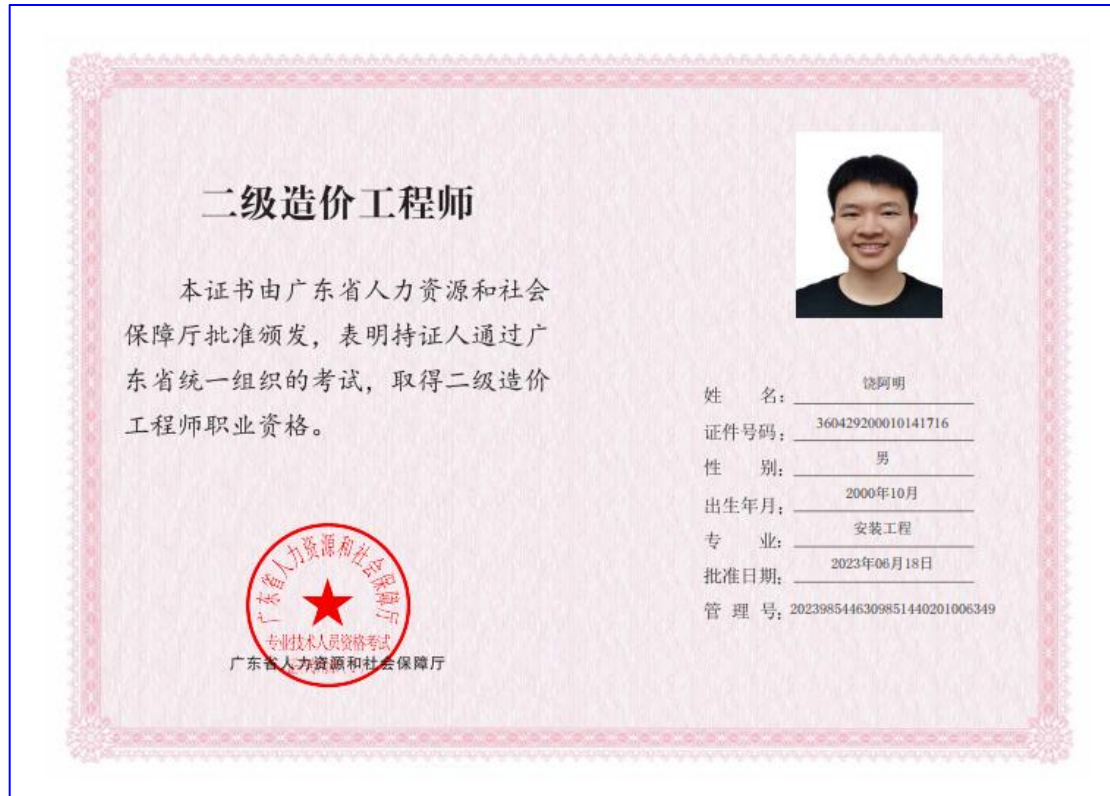 二级造价工程师
本证书由广东省人力资源和社会
保障厅批准颁发，表明持证人通过广
东省统一组织的考试，取得二级造价
工程师职业资格。
广东省人力资源和社会保障厅
专业技术人员资格考试
广东省人力资源和社会保障厅
姓 名：饶阿明
证件号码：360429200010141716
性 别：男
出生年月：2000年10月
专 业：安装工程
批准日期：2023年06月18日
管 理 号：20239854463098514402010063​49